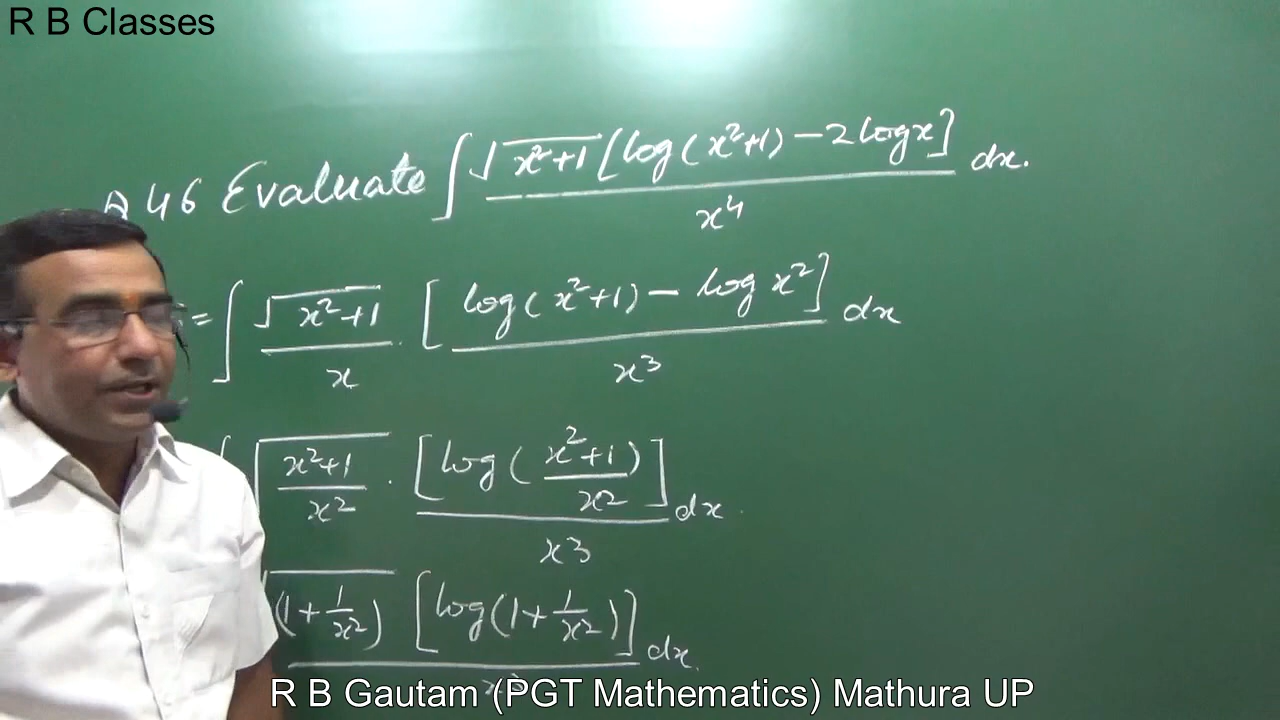 R B Classes
Q 46 Evaluate ∫ √x²+1 [log(x²+1) − 2 log x] / x⁴ dx.
= ∫ √x²+1 / x . [log(x²+1) − log x²] / x³ dx
√(x²+1 / x²) . [log(x²+1 / x²)] / x³ dx.
(1+1/x²) [log(1+1/x²)] dx.
R B Gautam (PGT Mathematics) Mathura UP